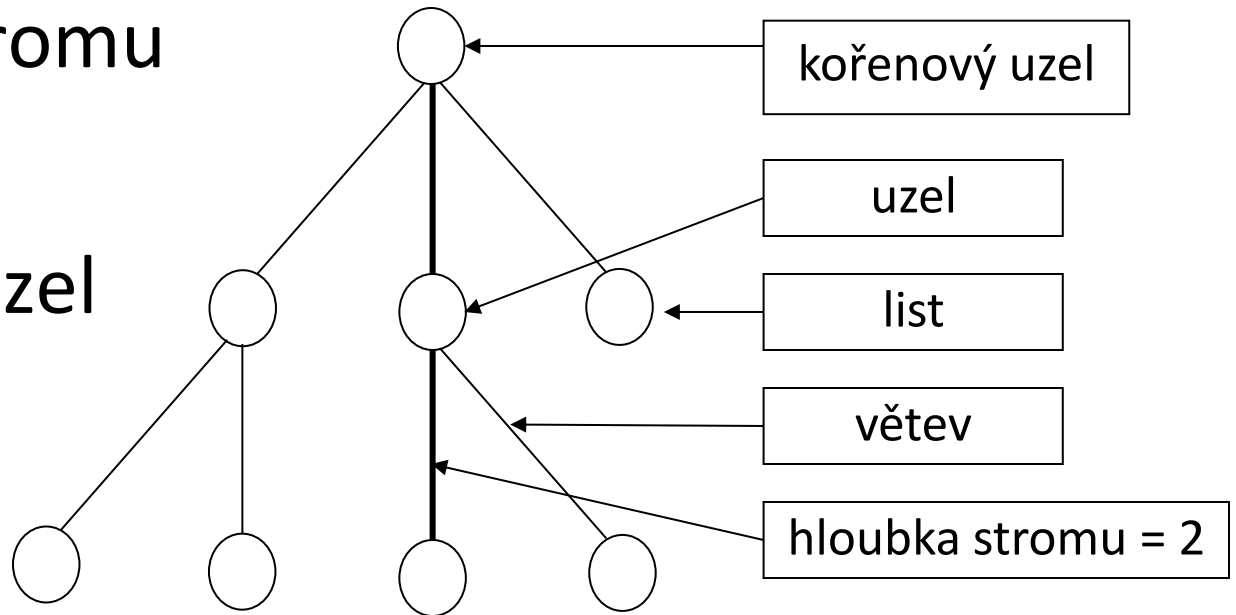 romu
kořenový uzel
uzel
zel
list
větev
hloubka stromu = 2